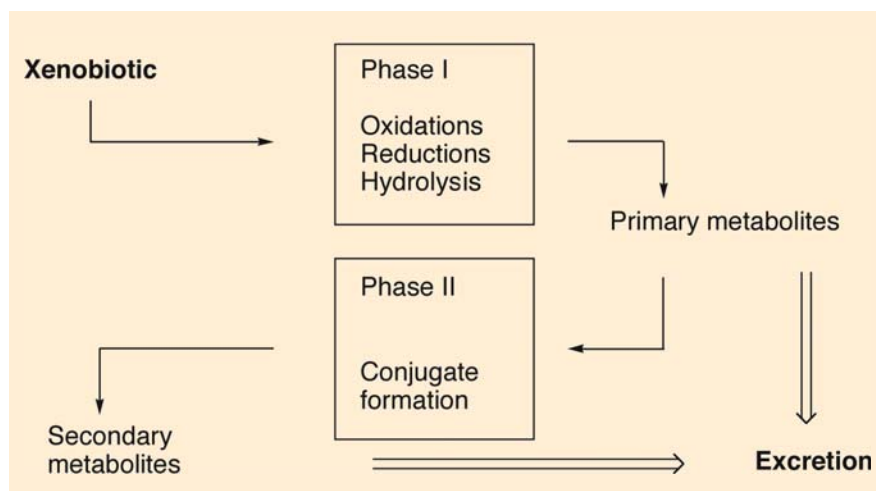 Xenobiotic
Phase I
Oxidations
Reductions
Hydrolysis
Primary metabolites
Phase II
Conjugate
formation
Secondary
metabolites
Excretion